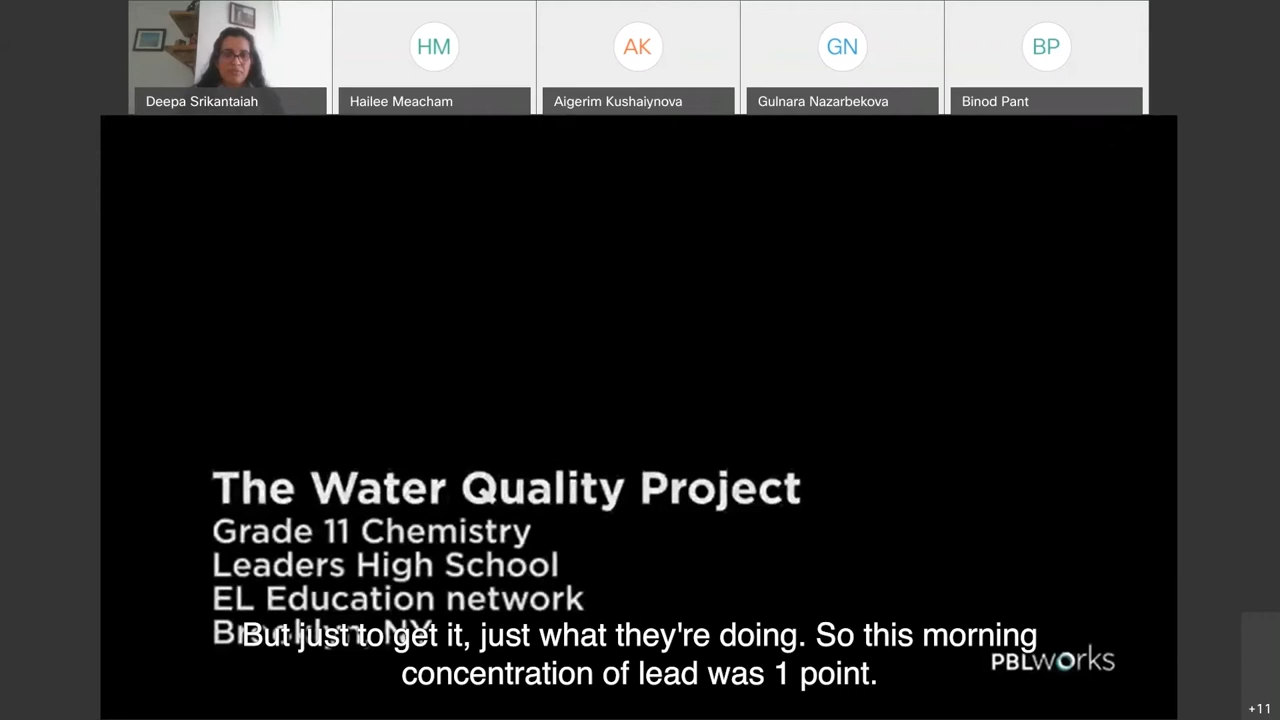 HM
AK
GN
BP
Deepa Srikantaiah
Hailee Meacham
Aigerim Kushaiynova
Gulnara Nazarbekova
Binod Pant
The Water Quality Project
Grade 11 Chemistry
Leaders High School
EL Education network
Brooklyn, NY
But just to get it, just what they're doing. So this morning
concentration of lead was 1 point.
PBLWorks
+11